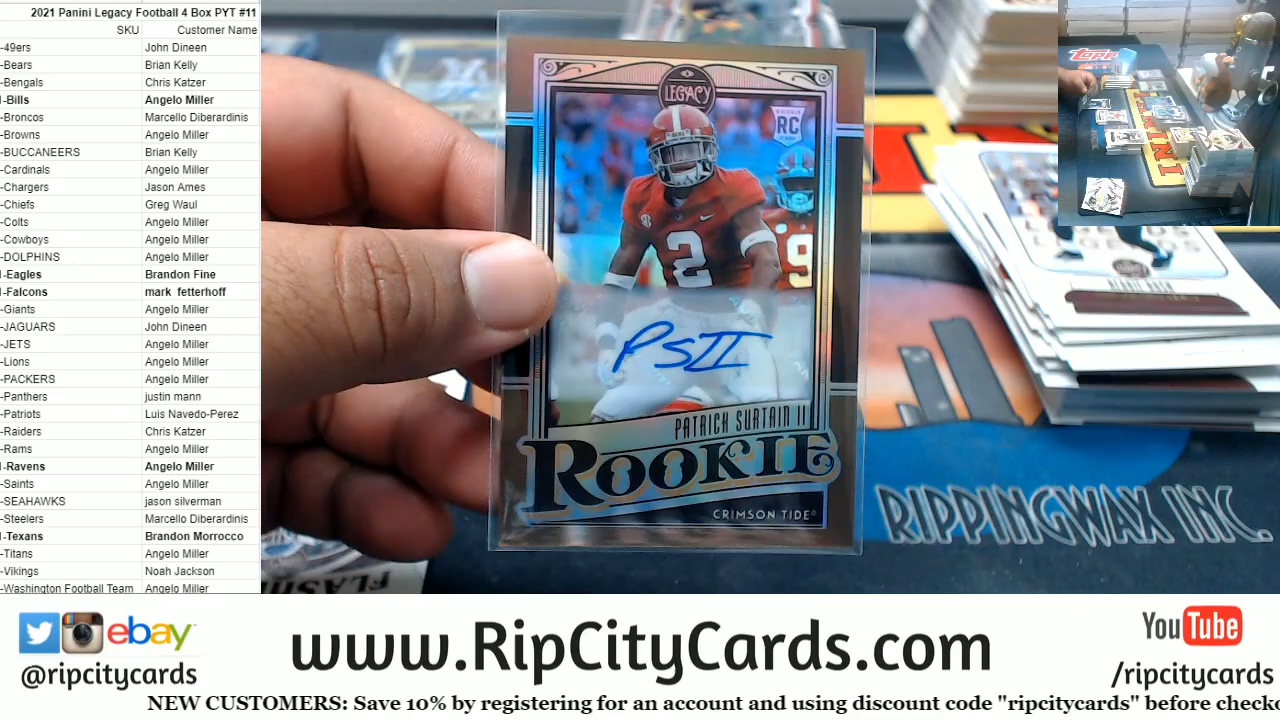 2021 Panini Legacy Football 4 Box PYT #11
SKU Customer Name
-49ers John Dineen
-Bears Brian Kelly
-Bengals Chris Katzer
-Bills Angelo Miller
-Broncos Marcello Diberardinis
-Browns Angelo Miller
-BUCCANEERS Brian Kelly
-Cardinals Angelo Miller
-Chargers Jason Ames
-Chiefs Greg Waul
-Colts Angelo Miller
-Cowboys Angelo Miller
-DOLPHINS Angelo Miller
-Eagles Brandon Fine
-Falcons mark fetterhoff
-Giants Angelo Miller
-JAGUARS John Dineen
-JETS Angelo Miller
-Lions Angelo Miller
-PACKERS Angelo Miller
-Panthers justin mann
-Patriots Luis Navedo-Perez
-Raiders Chris Katzer
-Rams Angelo Miller
-Ravens Angelo Miller
-Saints Angelo Miller
-SEAHAWKS jason silverman
-Steelers Marcello Diberardinis
-Texans Brandon Morrocco
-Titans Angelo Miller
-Vikings Noah Jackson
-Washington Football Team Angelo Miller
LEGACY
RC
2
9
PSII
PATRICK SURTAIN II
ROOKIE
CRIMSON TIDE
RIPPINGWAX INC.
TOPPS
PANINI
ebay
@ripcitycards
www.RipCityCards.com
YouTube
/ripcitycards
NEW CUSTOMERS: Save 10% by registering for an account and using discount code "ripcitycards" before checko